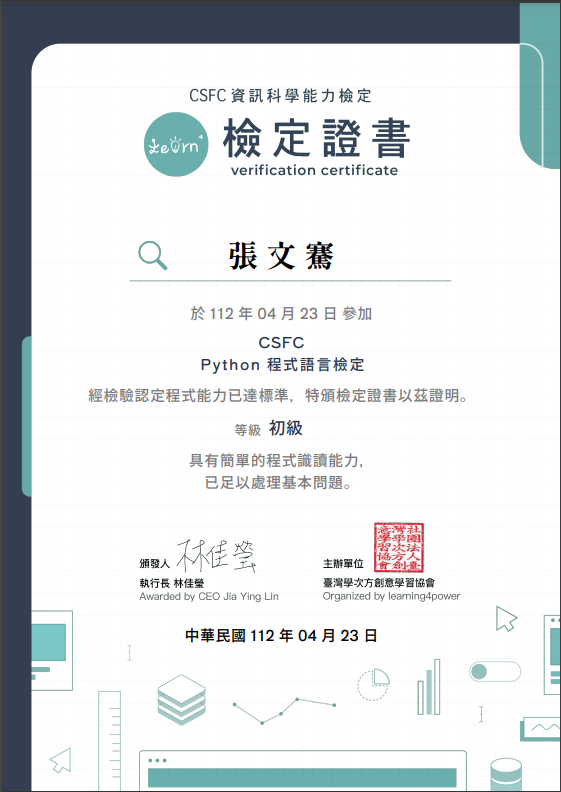 CSFC 資訊科學能力檢定
Learn⁴
檢定證書
verification certificate
張文騫
於 112 年 04 月 23 日 參加
CSFC
Python 程式語言檢定
經檢驗認定程式能力已達標準，特頒檢定證書以茲證明。
等級 初級
具有簡單的程式識讀能力，
已足以處理基本問題。
頒發人 林佳瑩
主辦單位 社團法人臺灣學次方創意學習協會
執行長 林佳瑩
臺灣學次方創意學習協會
Awarded by CEO Jia Ying Lin
Organized by learning4power
中華民國 112 年 04 月 23 日